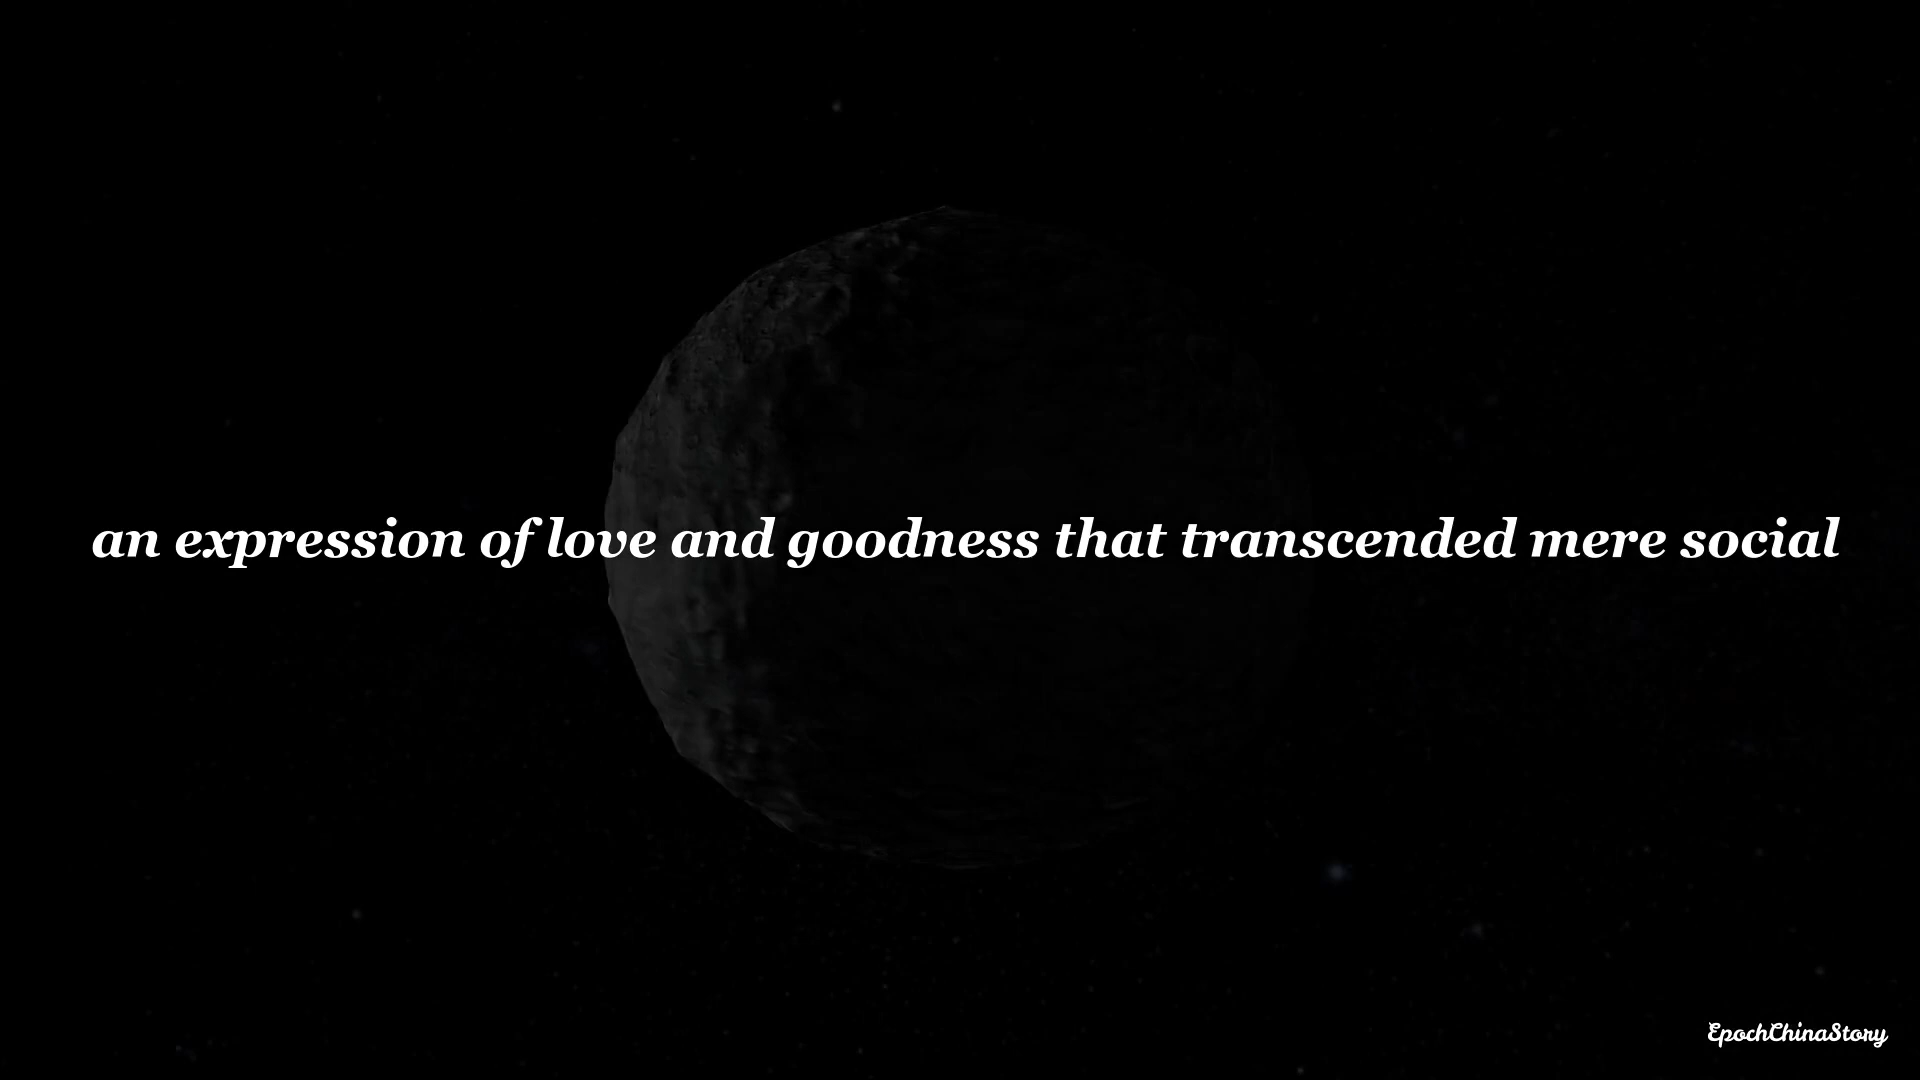 an expression of love and goodness that transcended mere social
EpochChinaStory